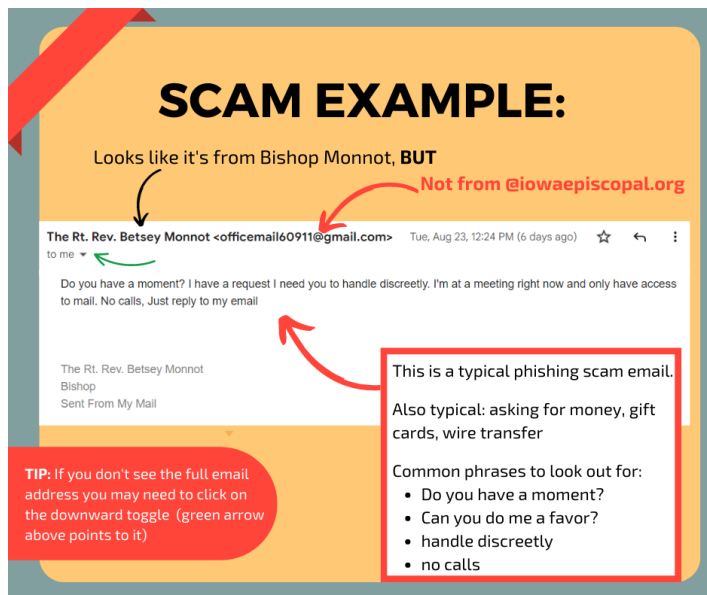 SCAM EXAMPLE:
Looks like it's from Bishop Monnot, BUT
Not from @iowaepiscopal.org
The Rt. Rev. Betsey Monnot <officemail60911@gmail.com> Tue, Aug 23, 12:24 PM (6 days ago)
to me
Do you have a moment? I have a request I need you to handle discreetly. I'm at a meeting right now and only have access
to mail. No calls, Just reply to my email
The Rt. Rev. Betsey Monnot
Bishop
Sent From My Mail
This is a typical phishing scam email.
Also typical: asking for money, gift
cards, wire transfer
Common phrases to look out for:
• Do you have a moment?
• Can you do me a favor?
• handle discreetly
• no calls
TIP: If you don't see the full email
address you may need to click on
the downward toggle (green arrow
above points to it)